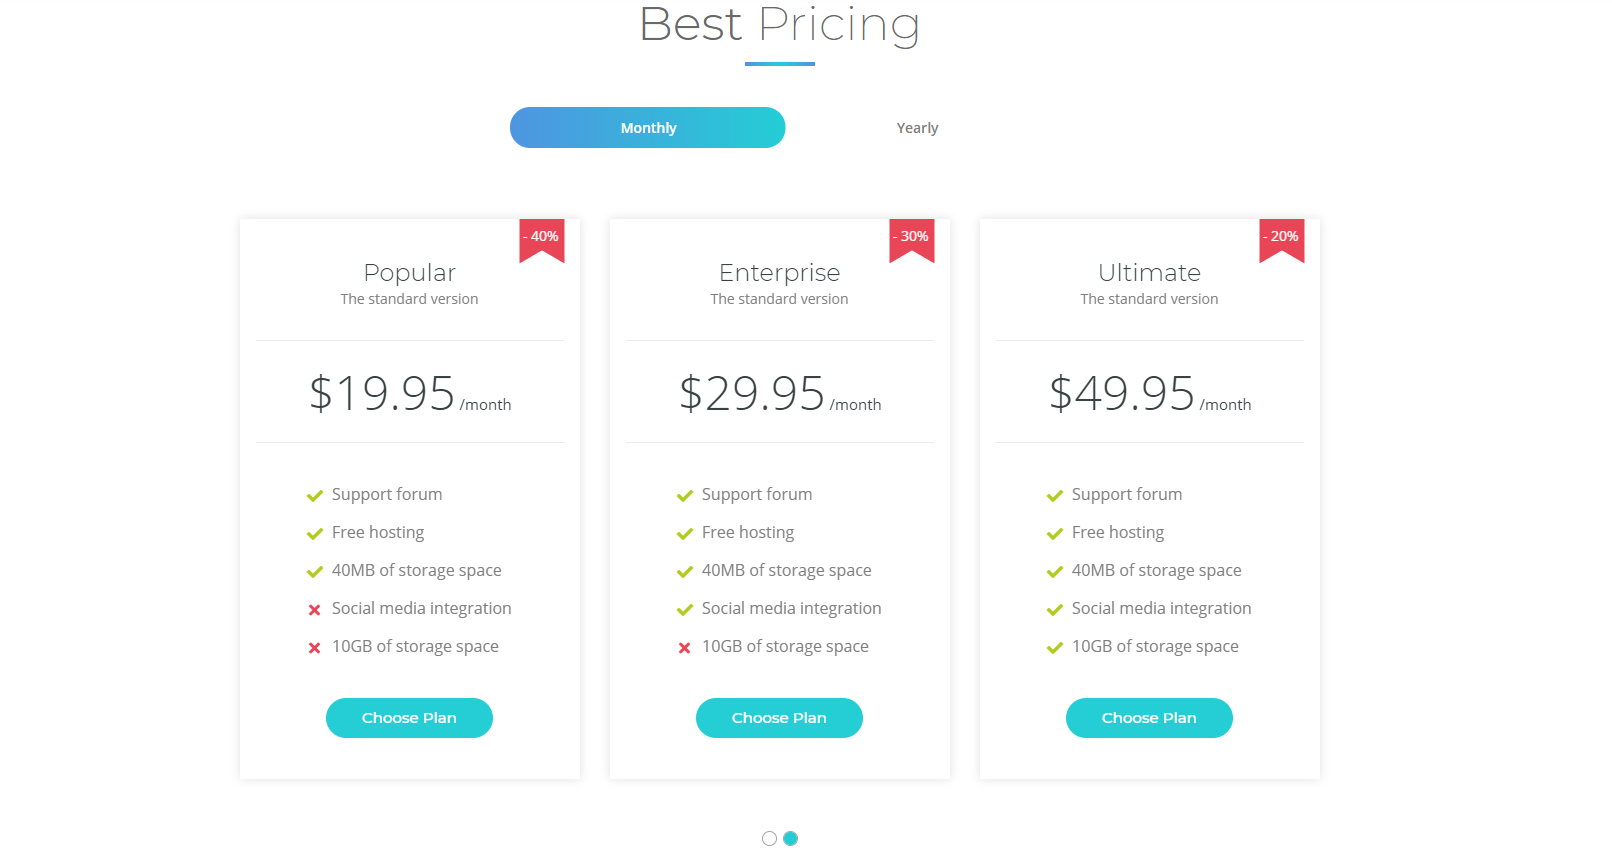 Best Pricing
Monthly
Yearly
- 40%
Popular
The standard version
$19.95 /month
Support forum
Free hosting
40MB of storage space
Social media integration
10GB of storage space
Choose Plan
- 30%
Enterprise
The standard version
$29.95 /month
Support forum
Free hosting
40MB of storage space
Social media integration
10GB of storage space
Choose Plan
- 20%
Ultimate
The standard version
$49.95 /month
Support forum
Free hosting
40MB of storage space
Social media integration
10GB of storage space
Choose Plan